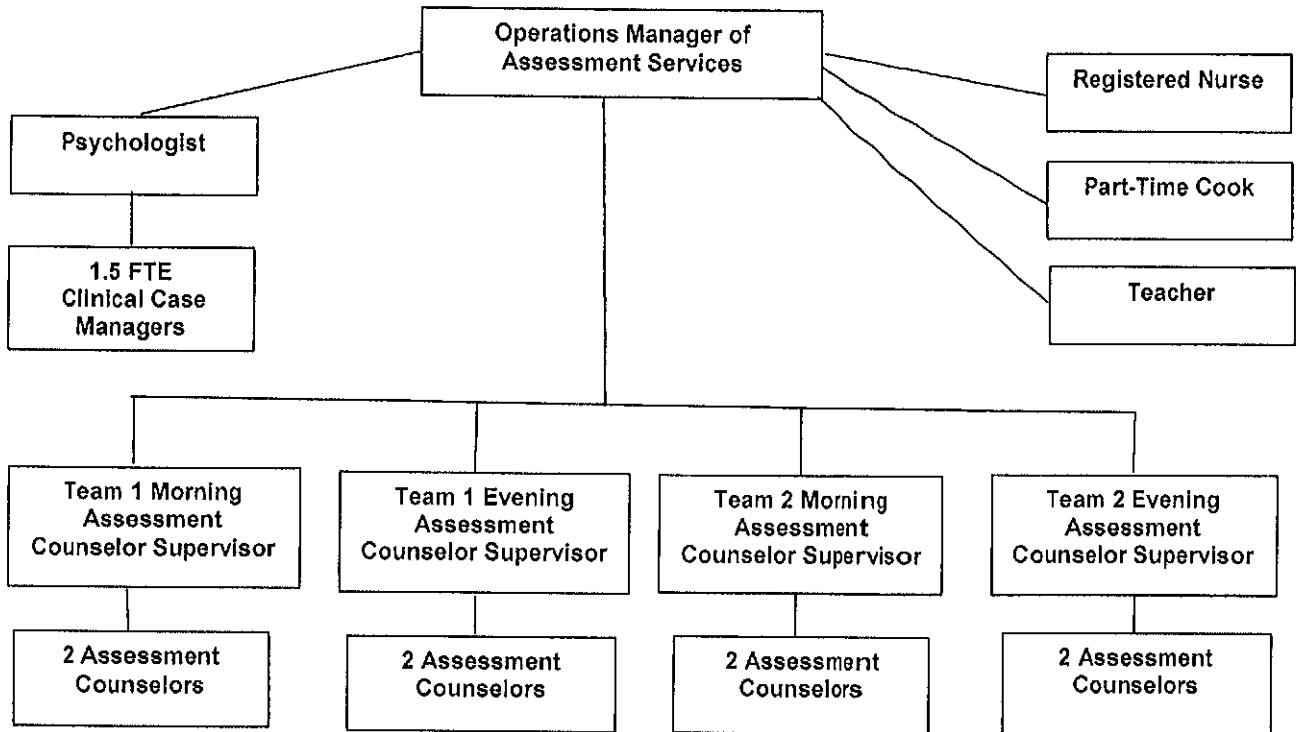 Operations Manager of
Assessment Services
Registered Nurse
Psychologist
Part-Time Cook
1.5 FTE
Clinical Case
Managers
Teacher
Team 1 Morning
Assessment
Counselor Supervisor
Team 1 Evening
Assessment
Counselor Supervisor
Team 2 Morning
Assessment
Counselor Supervisor
Team 2 Evening
Assessment
Counselor Supervisor
2 Assessment
Counselors
2 Assessment
Counselors
2 Assessment
Counselors
2 Assessment
Counselors